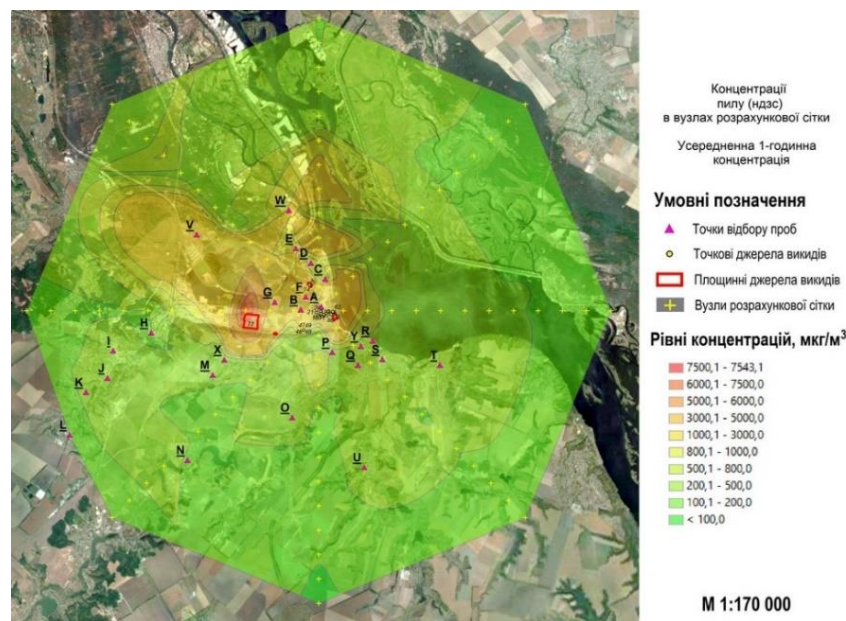 Концентрації
пилу (ндзс)
в вузлах розрахункової сітки
Усередненна 1-годинна
концентрація
Умовні позначення
Точки відбору проб
Точкові джерела викидів
Площинні джерела викидів
Вузли розрахункової сітки
Рівні концентрацій, мкг/м³
7500,1 - 7543,1
6000,1 - 7500,0
5000,1 - 6000,0
3000,1 - 5000,0
1000,1 - 3000,0
800,1 - 1000,0
500,1 - 800,0
200,1 - 500,0
100,1 - 200,0
< 100,0
М 1:170 000
W
V
E
D
C
F
G
B
A
H
I
X
P
Y
R
Q
S
T
M
J
K
L
O
N
U